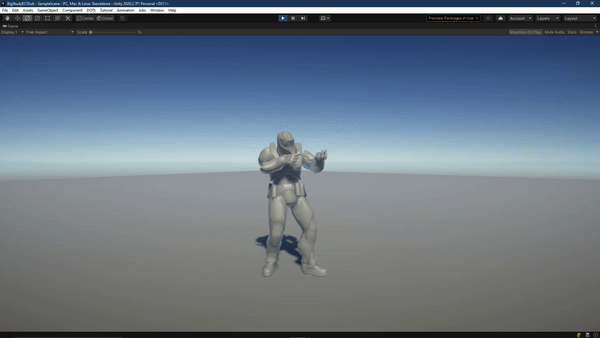 SampleScene - PC, Mac & Linux Standalone - Unity 2020.2.7f1 Personal <DX11>
File Edit Assets GameObject Component DOTS Tutorial Animation Jobs Window Help
Center Global Preview Packages in Use Account Layers Layout
Game
Display 1 Free Aspect Scale Maximize On Play Mute Audio Stats Gizmos